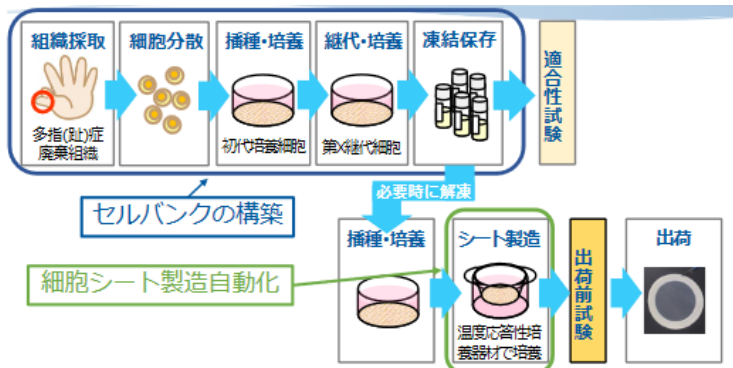 組織採取
細胞分散
播種・培養
継代・培養
凍結保存
適合性試験
多指(趾)症
廃棄組織
初代培養細胞
第X継代細胞
必要時に解凍
セルバンクの構築
播種・培養
シート製造
出荷前試験
出荷
細胞シート製造自動化
温度応答性培
養器材で培養